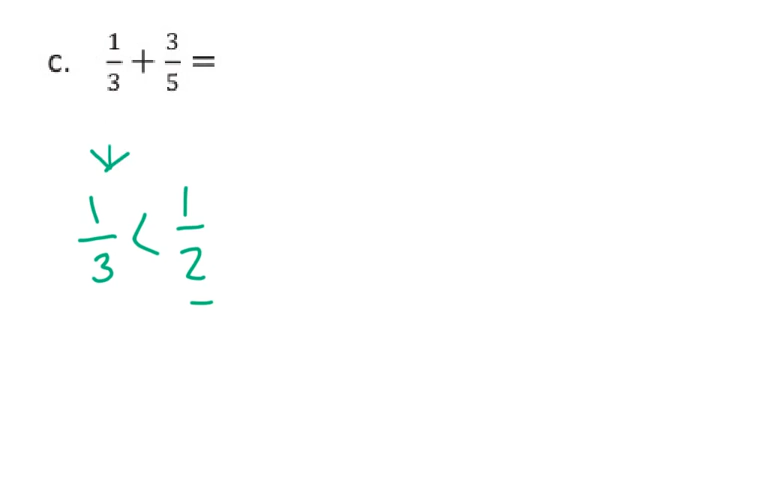 c. 1/3 + 3/5 =
1/3 < 1/2